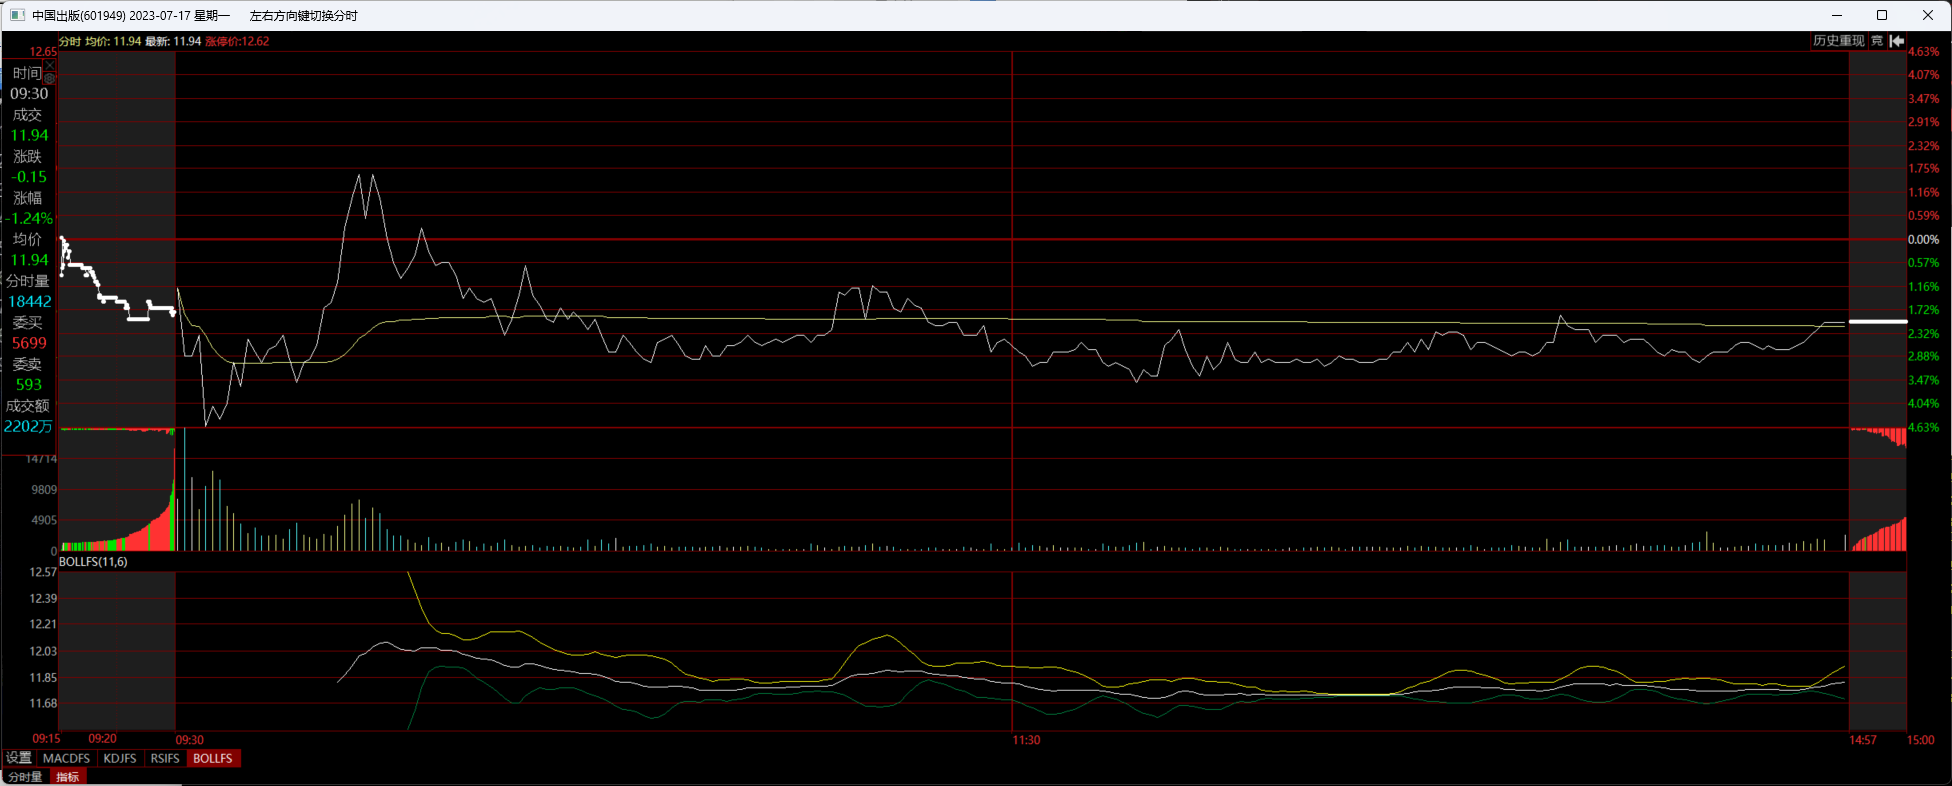 中国出版(601949) 2023-07-17 星期一 左右方向键切换分时
分时 均价: 11.94 最新: 11.94 涨停价:12.62
历史重现 竞
12.65
时间
09:30
成交
11.94
涨跌
-0.15
涨幅
-1.24%
均价
11.94
分时量
18442
委买
5699
委卖
593
成交额
2202万
14714
9809
4905
0
4.63%
4.07%
3.47%
2.91%
2.32%
1.75%
1.16%
0.59%
0.00%
0.57%
1.16%
1.72%
2.32%
2.88%
3.47%
4.04%
4.63%
BOLLFS(11,6)
12.57
12.39
12.21
12.03
11.85
11.68
09:15 09:20 09:30 11:30 14:57 15:00
设置 MACDFS KDJFS RSIFS BOLLFS
分时量 指标